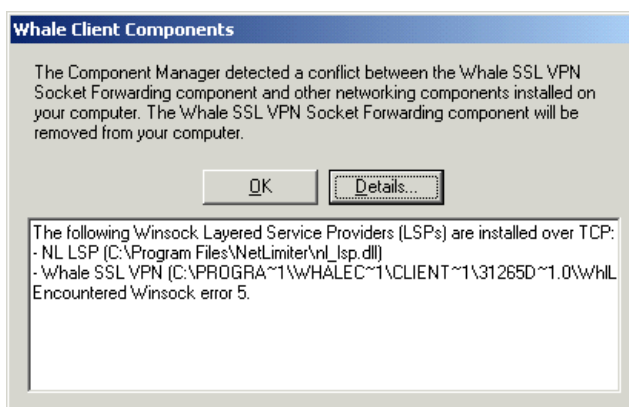 Whale Client Components
The Component Manager detected a conflict between the Whale SSL VPN
Socket Forwarding component and other networking components installed on
your computer. The Whale SSL VPN Socket Forwarding component will be
removed from your computer.
OK
Details...
The following Winsock Layered Service Providers (LSPs) are installed over TCP:
- NL LSP (C:\Program Files\NetLimiter\nl_lsp.dll)
- Whale SSL VPN (C:\PROGRA~1\WHALEC~1\CLIENT~1\31265D~1.0\WhlL
Encountered Winsock error 5.